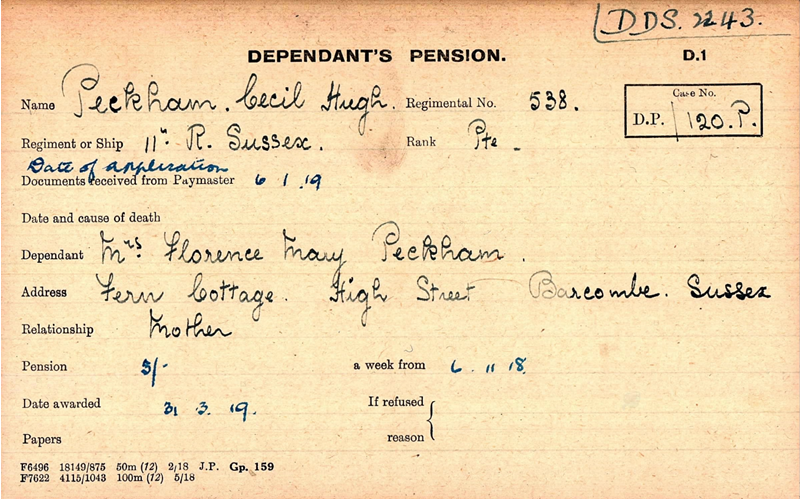 DDS. 2243.
DEPENDANT'S PENSION.
D.1
Name Peckham. Cecil Hugh. Regimental No. 538.
Case No.
D.P. 120.P.
Regiment or Ship 11th R. Sussex. Rank Pte
Date of Application
Documents received from Paymaster 6 1 19
Date and cause of death
Dependant Mrs Florence Mary Peckham.
Address Fern Cottage. High Street Barcombe. Sussex
Relationship Mother
Pension 5/- a week from 6 11 18.
Date awarded 31 3. 19. If refused
Papers reason
F6496 18149/875 50m (12) 2/18 J.P. Gp. 159
F7622 4115/1043 100m (12) 5/18